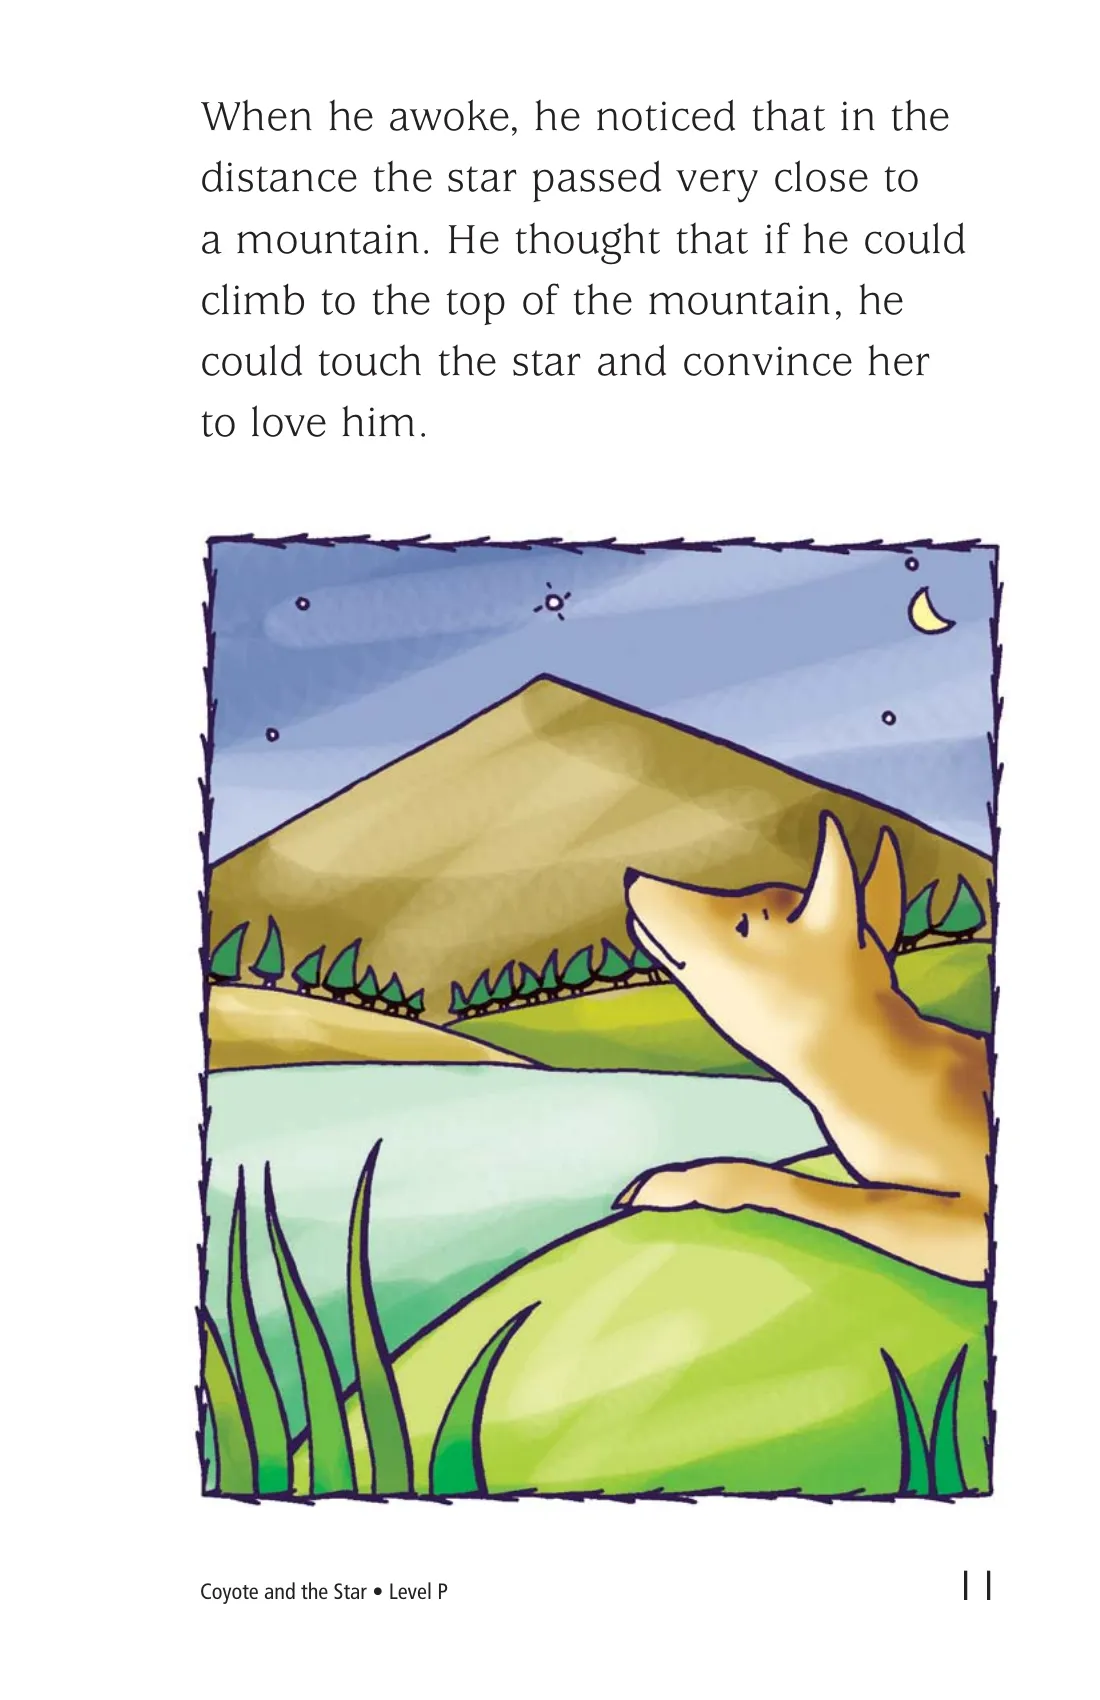 When he awoke, he noticed that in the
distance the star passed very close to
a mountain. He thought that if he could
climb to the top of the mountain, he
could touch the star and convince her
to love him.
Coyote and the Star • Level P
11